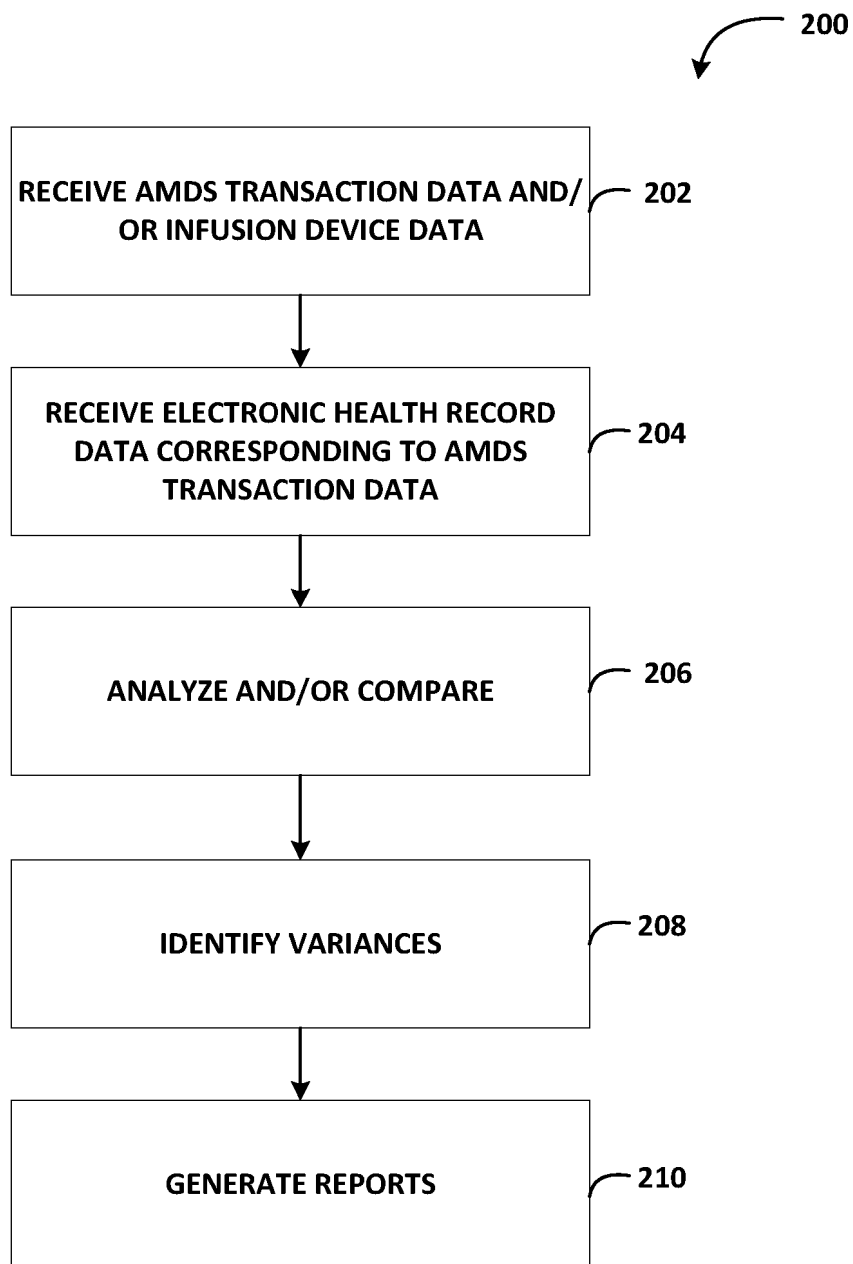 200
RECEIVE AMDS TRANSACTION DATA AND/
OR INFUSION DEVICE DATA
202
RECEIVE ELECTRONIC HEALTH RECORD
DATA CORRESPONDING TO AMDS
TRANSACTION DATA
204
ANALYZE AND/OR COMPARE
206
IDENTIFY VARIANCES
208
GENERATE REPORTS
210